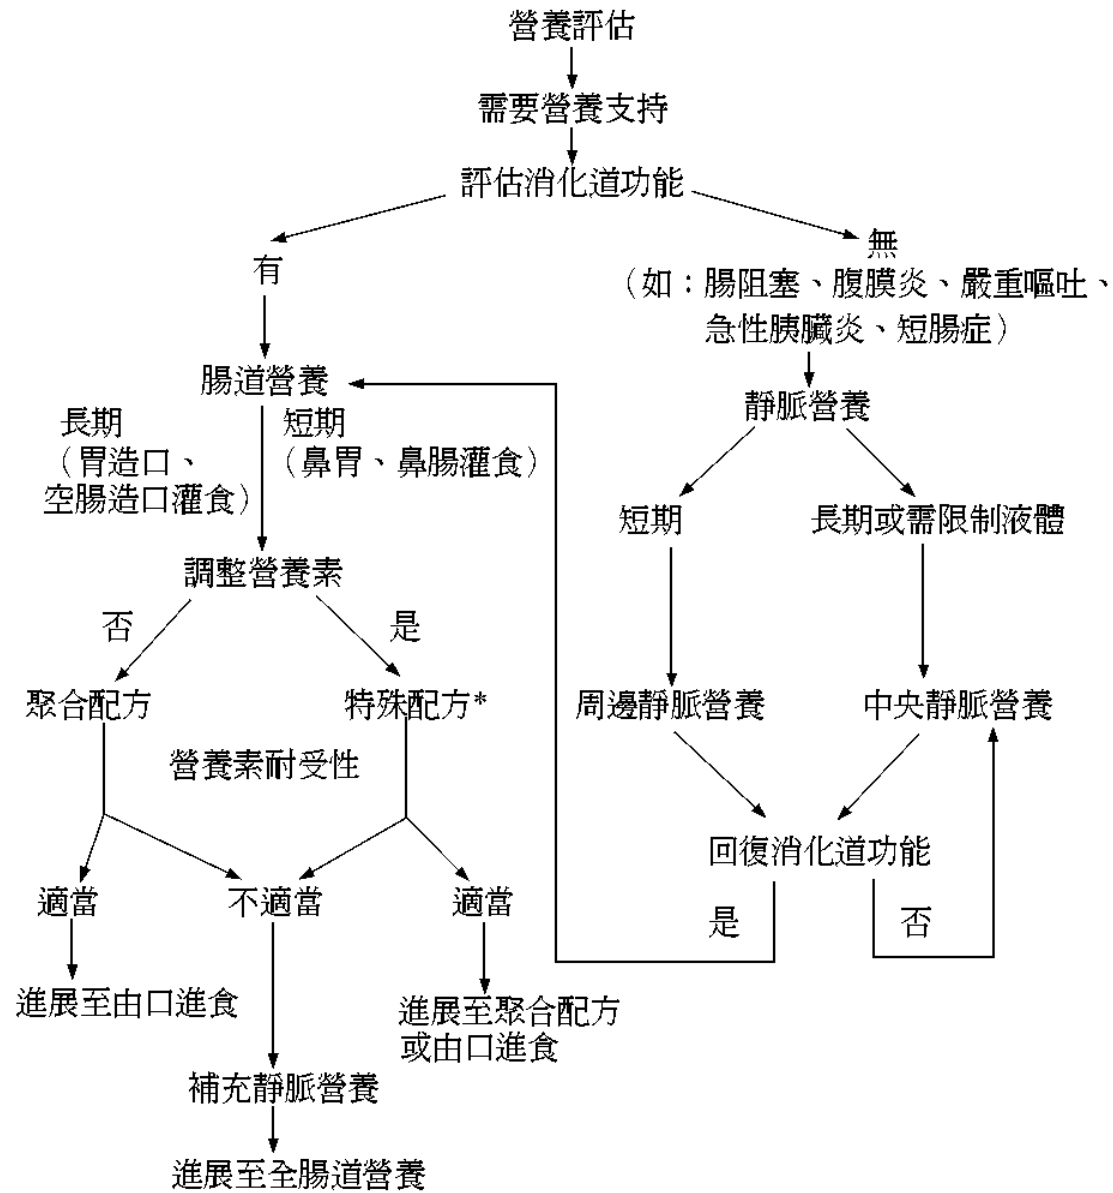 營養評估
需要營養支持
評估消化道功能
有
無
（如：腸阻塞、腹膜炎、嚴重嘔吐、
急性胰臟炎、短腸症）
腸道營養
靜脈營養
長期
（胃造口、
空腸造口灌食）
短期
（鼻胃、鼻腸灌食）
短期
長期或需限制液體
調整營養素
否
是
聚合配方
特殊配方*
周邊靜脈營養
中央靜脈營養
營養素耐受性
回復消化道功能
適當
不適當
適當
是
否
進展至由口進食
進展至聚合配方
或由口進食
補充靜脈營養
進展至全腸道營養